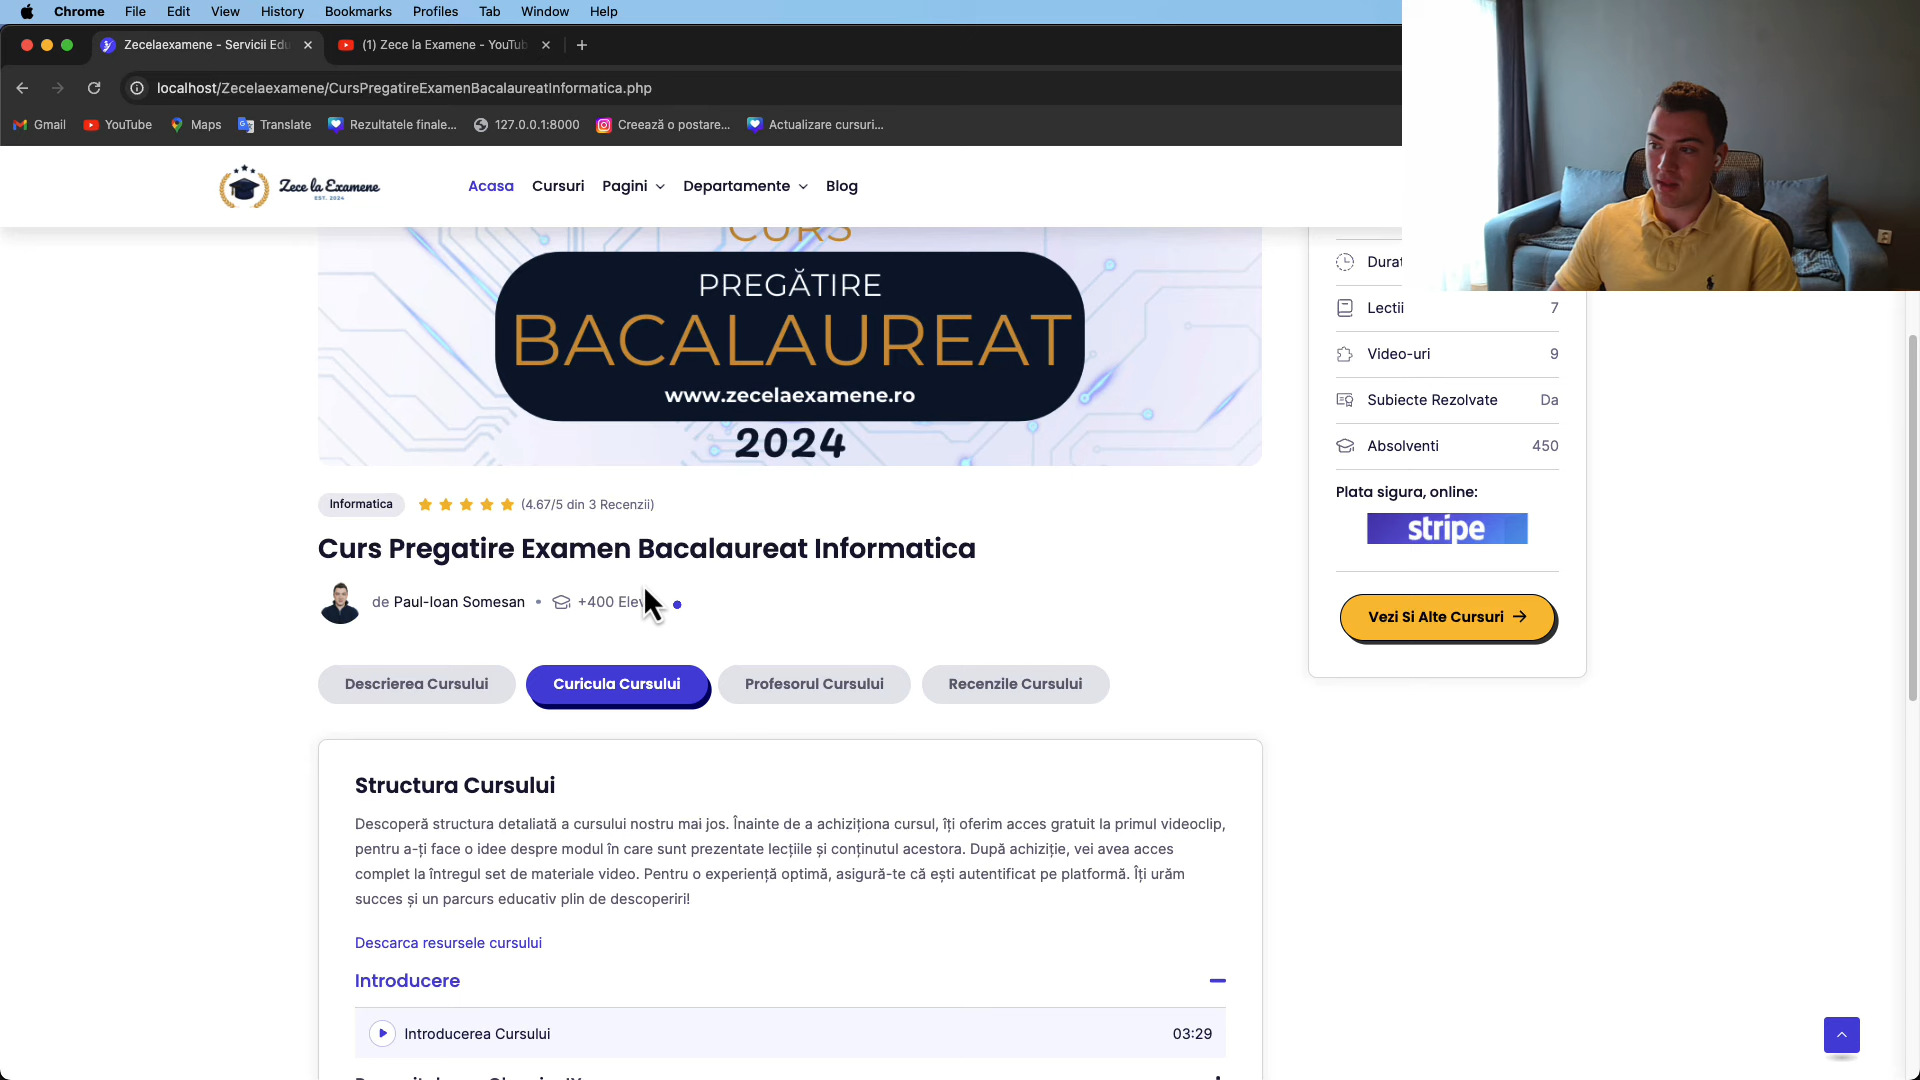 Chrome File Edit View History Bookmarks Profiles Tab Window Help
Zecelaexamene - Servicii Edu
(1) Zece la Examene - YouTub
localhost/Zecelaexamene/CursPregatireExamenBacalaureatInformatica.php
Gmail YouTube Maps Translate Rezultatele finale... 127.0.0.1:8000 Creează o postare... Actualizare cursuri...
Zece la Examene
EST. 2024
Acasa Cursuri Pagini Departamente Blog
CURS
PREGĂTIRE
BACALAUREAT
www.zecelaexamene.ro
2024
Durat
Lectii 7
Video-uri 9
Subiecte Rezolvate Da
Absolventi 450
Plata sigura, online:
stripe
Vezi Si Alte Cursuri
Informatica (4.67/5 din 3 Recenzii)
Curs Pregatire Examen Bacalaureat Informatica
de Paul-Ioan Somesan • +400 Elev
Descrierea Cursului Curicula Cursului Profesorul Cursului Recenzile Cursului
Structura Cursului
Descoperă structura detaliată a cursului nostru mai jos. Înainte de a achiziționa cursul, îți oferim acces gratuit la primul videoclip,
pentru a-ți face o idee despre modul în care sunt prezentate lecțiile și conținutul acestora. După achiziție, vei avea acces
complet la întregul set de materiale video. Pentru o experiență optimă, asigură-te că ești autentificat pe platformă. Îți urăm
succes și un parcurs educativ plin de descoperiri!
Descarca resursele cursului
Introducere
Introducerea Cursului 03:29